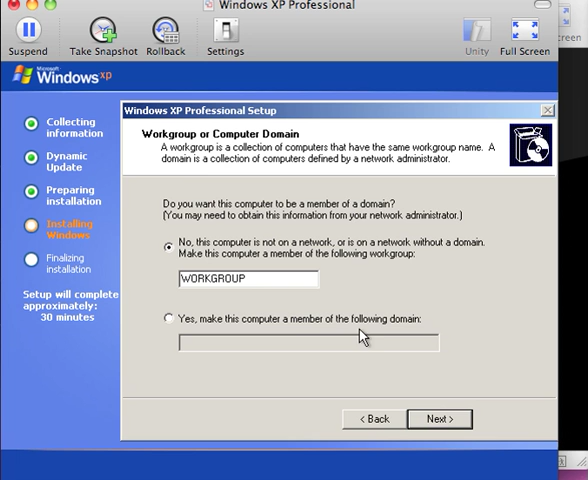 Windows XP Professional
Suspend
Take Snapshot
Rollback
Settings
Unity
Full Screen
Microsoft
Windows xp
Collecting
information
Dynamic
Update
Preparing
installation
Installing
Windows
Finalizing
installation
Setup will complete
approximately:
30 minutes
Windows XP Professional Setup
Workgroup or Computer Domain
A workgroup is a collection of computers that have the same workgroup name. A
domain is a collection of computers defined by a network administrator.
Do you want this computer to be a member of a domain?
(You may need to obtain this information from your network administrator.)
No, this computer is not on a network, or is on a network without a domain.
Make this computer a member of the following workgroup:
WORKGROUP
Yes, make this computer a member of the following domain:
< Back
Next >